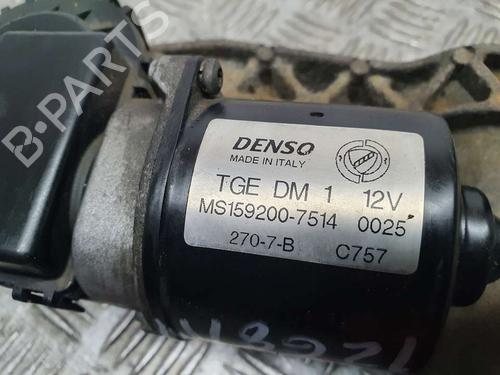 B-PARTS
DENSO
MADE IN ITALY
TGE DM 1 12V
MS159200-7514 0025
270-7-B C757